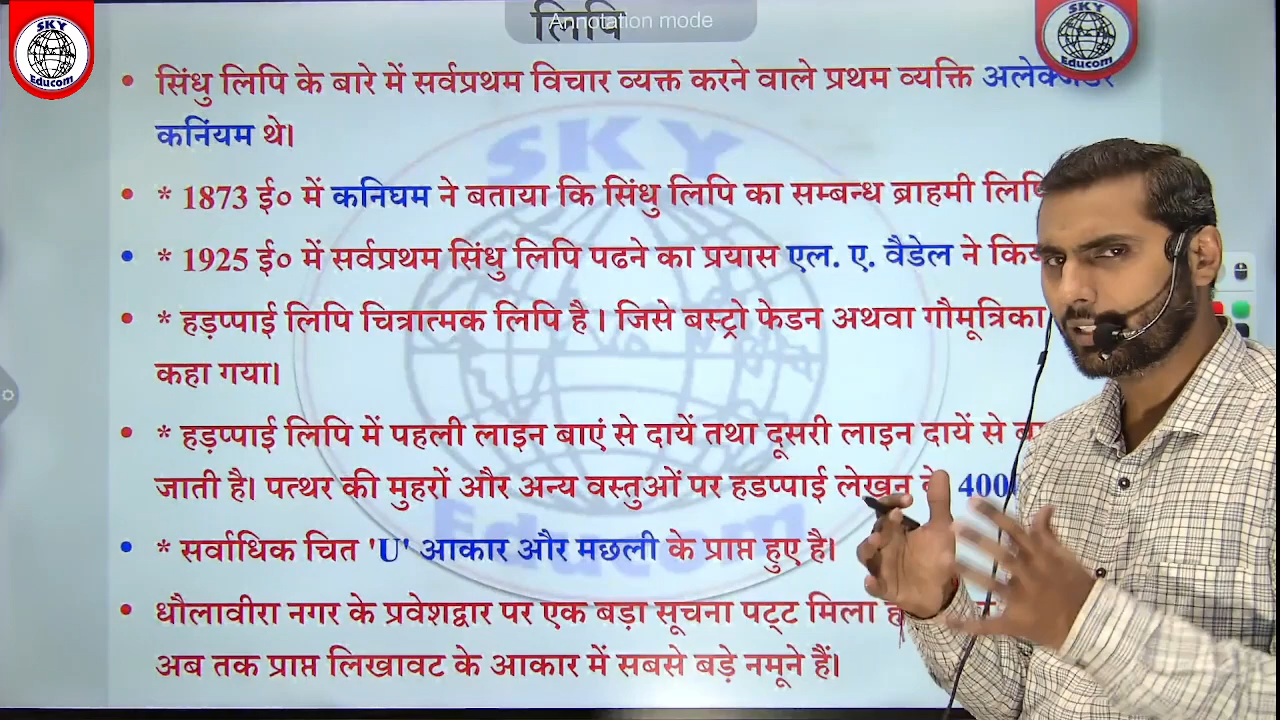 SKY
Educom
लिपि
Annotation mode
SKY
Educom
सिंधु लिपि के बारे में सर्वप्रथम विचार व्यक्त करने वाले प्रथम व्यक्ति
कनिंयम थे।
* 1873 ई० में कनिघम ने बताया कि सिंधु लिपि का सम्बन्ध ब्राहमी लिपि
* 1925 ई० में सर्वप्रथम सिंधु लिपि पढने का प्रयास एल. ए. वैडेल ने
* हड़प्पाई लिपि चित्रात्मक लिपि है । जिसे बस्ट्रो फेडन अथवा गौमूत्रिका
कहा गया।
* हड़प्पाई लिपि में पहली लाइन बाएं से दायें तथा दूसरी लाइन दायें से
जाती है। पत्थर की मुहरों और अन्य वस्तुओं पर हडप्पाई लेखन 400
* सर्वाधिक चित 'U' आकार और मछली के प्राप्त हुए है।
धौलावीरा नगर के प्रवेशद्वार पर एक बड़ा सूचना पट्ट मिला
अब तक प्राप्त लिखावट के आकार में सबसे बड़े नमूने हैं।
SKY
Educom